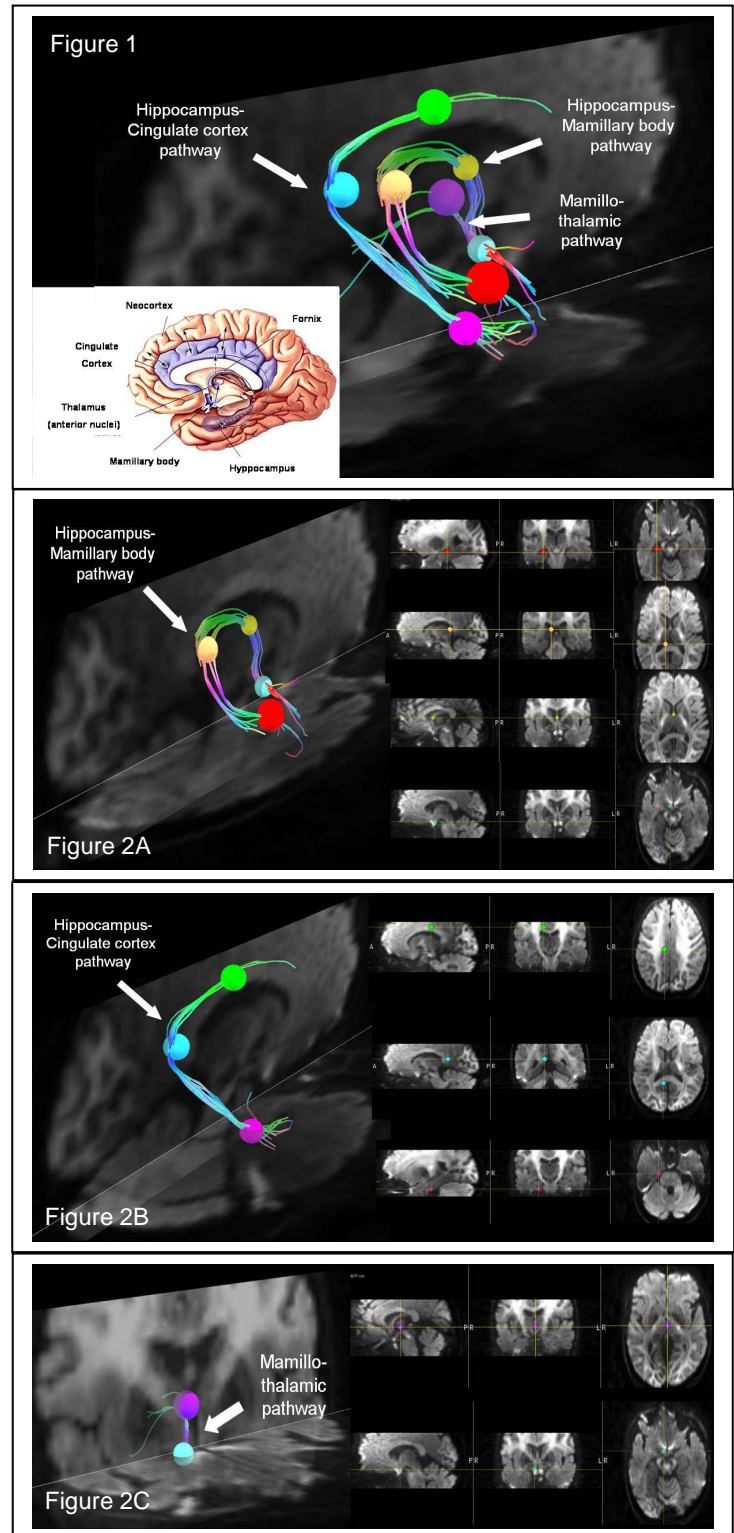 Figure 1
Hippocampus-
Cingulate cortex
pathway
Hippocampus-
Mamillary body
pathway
Mamillo-
thalamic
pathway
Neocortex
Fornix
Cingulate
Cortex
Thalamus
(anterior nuclei)
Mamillary body
Hyppocampus
Hippocampus-
Mamillary body
pathway
P R
L R
A
P R
L R
P R
L R
P R
L R
Figure 2A
Hippocampus-
Cingulate cortex
pathway
A
P R
L R
A
P R
L R
P R
L R
Figure 2B
Mamillo-
thalamic
pathway
P R
L R
P R
L R
Figure 2C